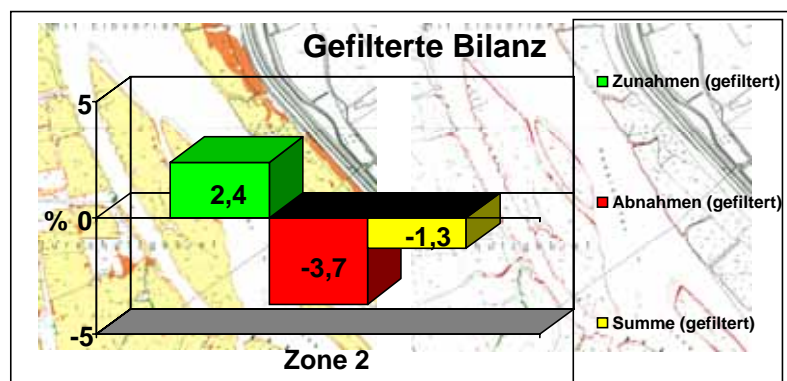 Gefilterte Bilanz
5
2,4
% 0
-1,3
-3,7
-5
Zone 2
Zunahmen (gefiltert)
Abnahmen (gefiltert)
Summe (gefiltert)